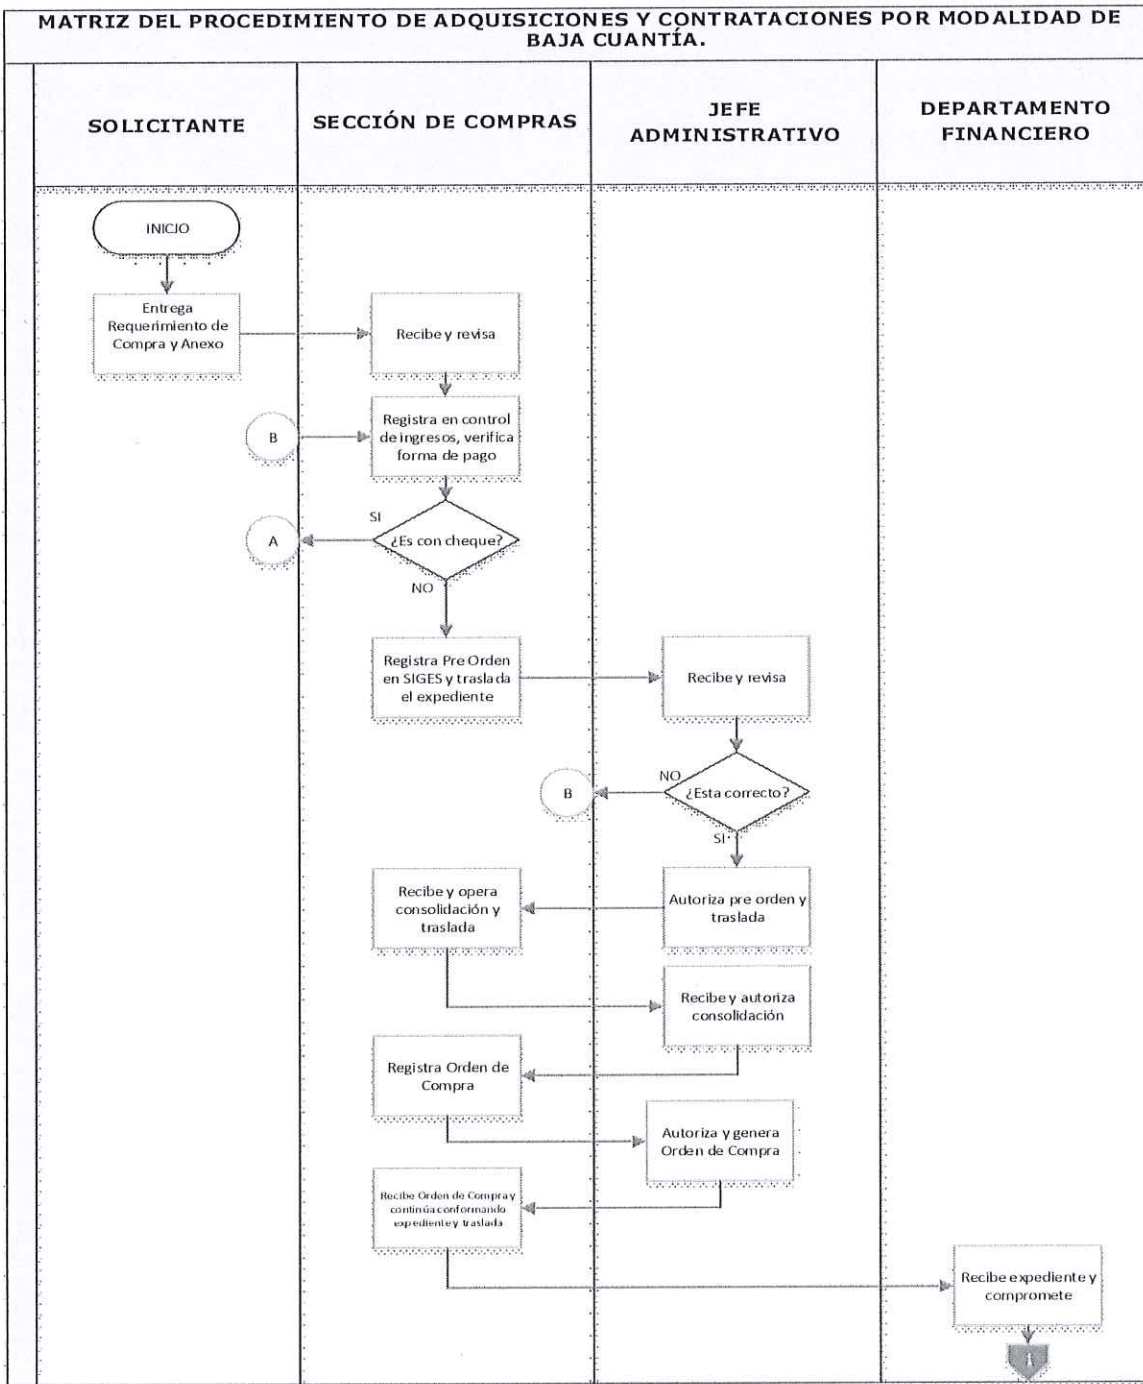 MATRIZ DEL PROCEDIMIENTO DE ADQUISICIONES Y CONTRATACIONES POR MODALIDAD DE
BAJA CUANTÍA.
SOLICITANTE
SECCIÓN DE COMPRAS
JEFE
ADMINISTRATIVO
DEPARTAMENTO
FINANCIERO
INICIO
Entrega
Requerimiento de
Compra y Anexo
Recibe y revisa
B
Registra en control
de ingresos, verifica
forma de pago
SI
A
¿Es con cheque?
NO
Registra Pre Orden
en SIGES y traslada
el expediente
Recibe y revisa
NO
B
¿Esta correcto?
SI
Recibe y opera
consolidación y
traslada
Autoriza pre orden y
traslada
Recibe y autoriza
consolidación
Registra Orden de
Compra
Autoriza y genera
Orden de Compra
Recibe Orden de Compra y
continúa conformando
expediente y traslada
Recibe expediente y
compromete
1